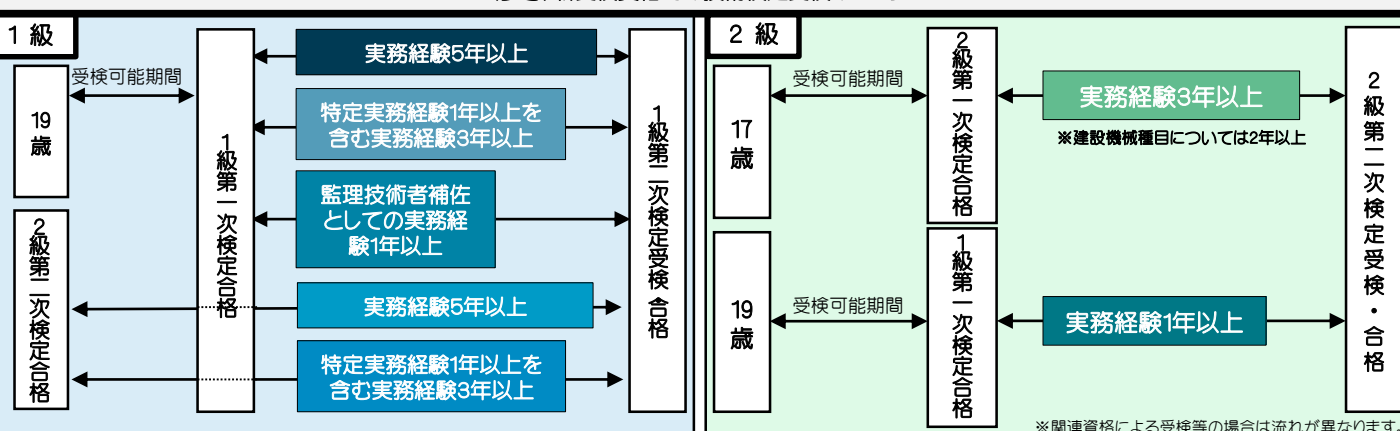 1 級
19
歳
受検可能期間
2級第二次検定合格
1級第一次検定合格
実務経験5年以上
特定実務経験1年以上を
含む実務経験3年以上
監理技術者補佐
としての実務経
験1年以上
実務経験5年以上
特定実務経験1年以上を
含む実務経験3年以上
1級第二次検定受検 合格
2 級
17
歳
受検可能期間
2級第一次検定合格
実務経験3年以上
※建設機械種目については2年以上
19
歳
受検可能期間
1級第一次検定合格
実務経験1年以上
2級第二次検定受検・合格
※関連資格による受検等の場合は流れが異なります。